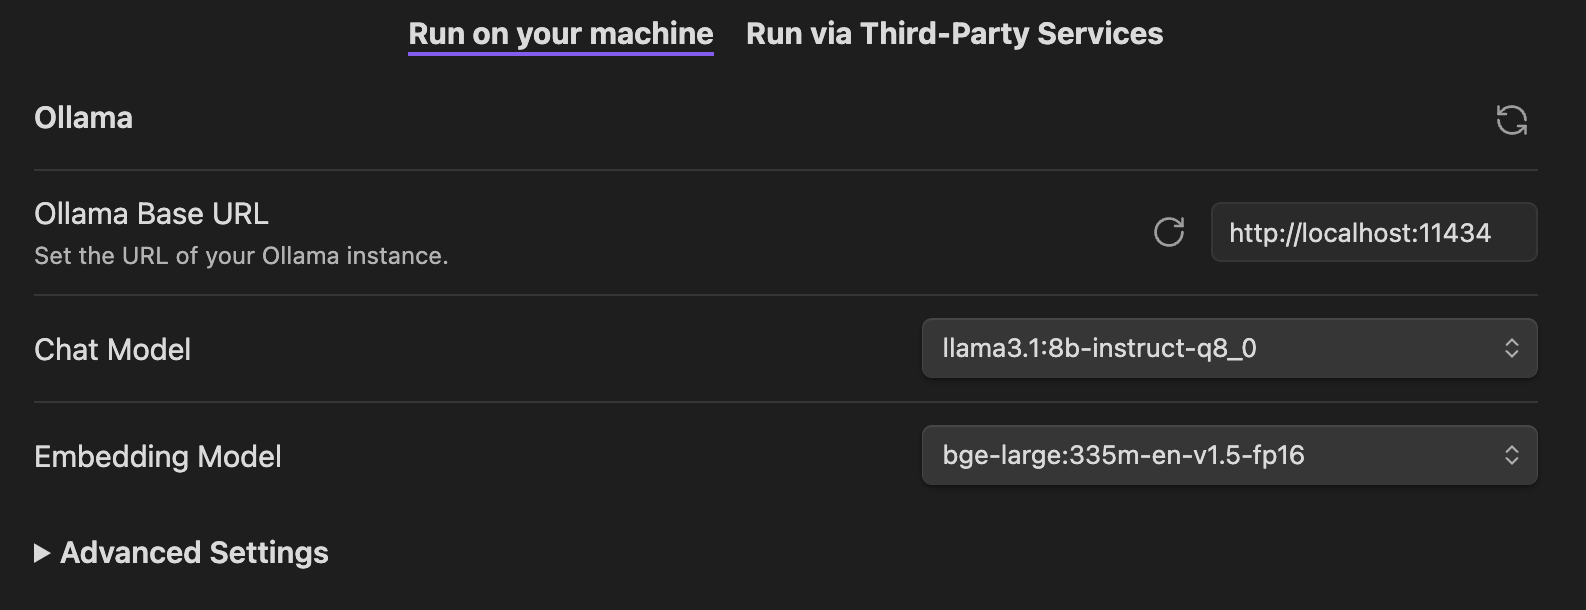 Run on your machine Run via Third-Party Services
Ollama
Ollama Base URL
Set the URL of your Ollama instance.
http://localhost:11434
Chat Model
llama3.1:8b-instruct-q8_0
Embedding Model
bge-large:335m-en-v1.5-fp16
Advanced Settings